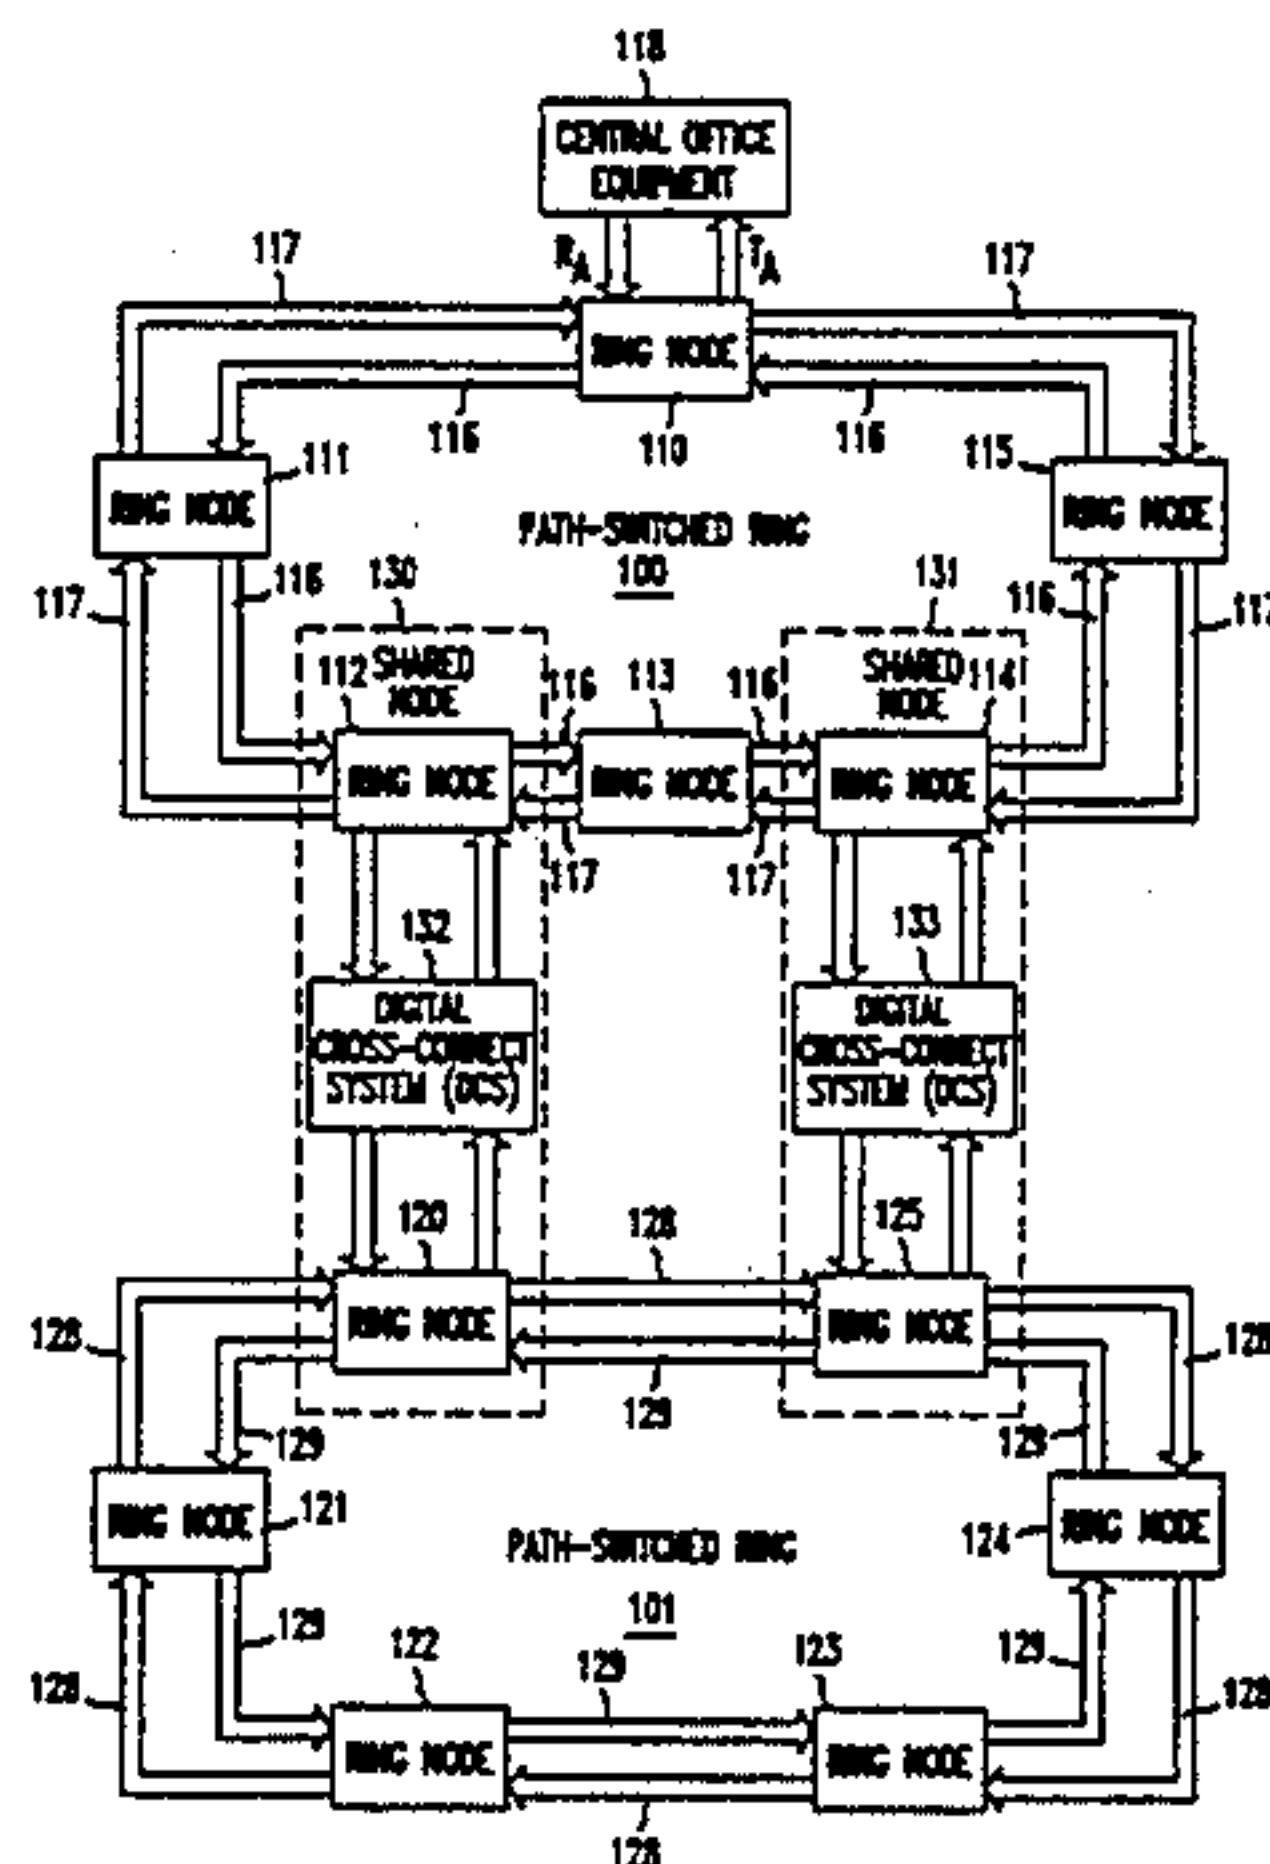 118
CENTRAL OFFICE
EQUIPMENT
RA TA
117 117
RING NODE
116 110 116
111 115
RING NODE RING NODE
PATH-SWITCHED RING
100
130 131
117 116 116 117
112 SHARED NODE 116 113 116 SHARED NODE 114
RING NODE RING NODE RING NODE
117 117
132 133
DIGITAL DIGITAL
CROSS-CONNECT CROSS-CONNECT
SYSTEM (DCS) SYSTEM (DCS)
120 128 125
128 RING NODE RING NODE 128
129
129 129
RING NODE 121 124 RING NODE
PATH-SWITCHED RING
101
129 122 129 123 129
128 128
RING NODE RING NODE
128